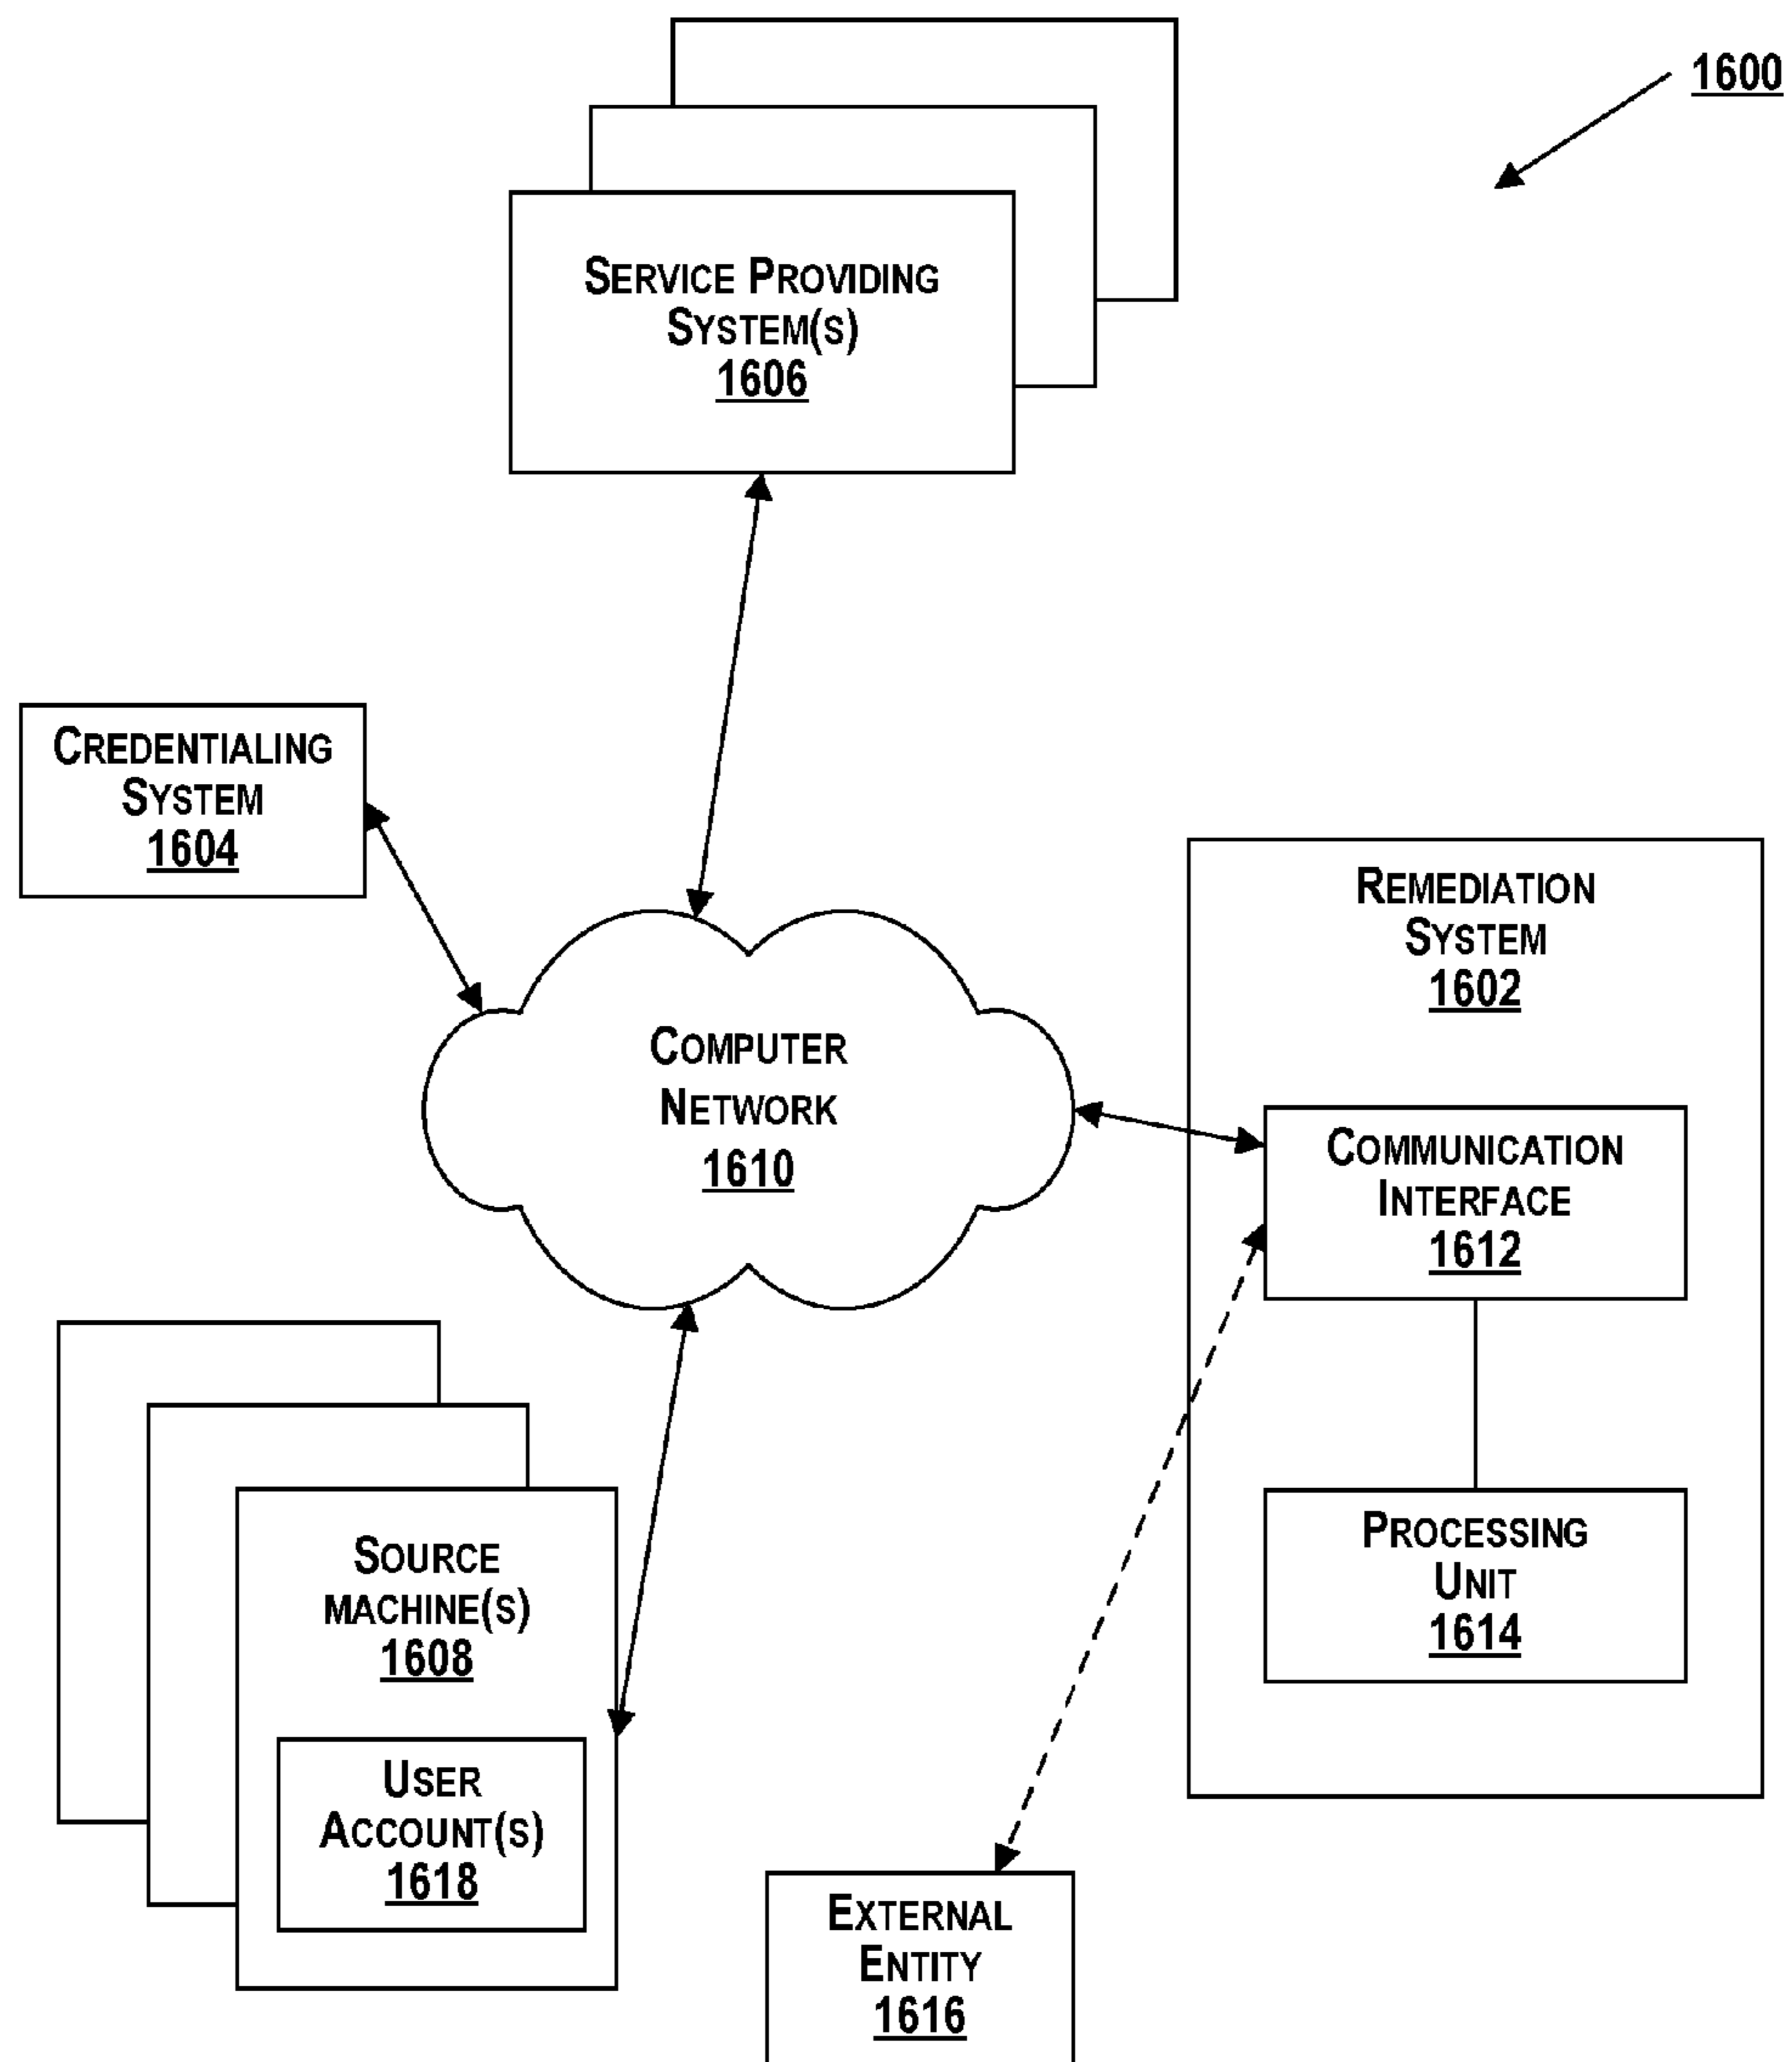 1600
SERVICE PROVIDING
SYSTEM(S)
1606
CREDENTIALING
SYSTEM
1604
REMEDIATION
SYSTEM
1602
COMPUTER
NETWORK
1610
COMMUNICATION
INTERFACE
1612
PROCESSING
UNIT
1614
SOURCE
MACHINE(S)
1608
USER
ACCOUNT(S)
1618
EXTERNAL
ENTITY
1616